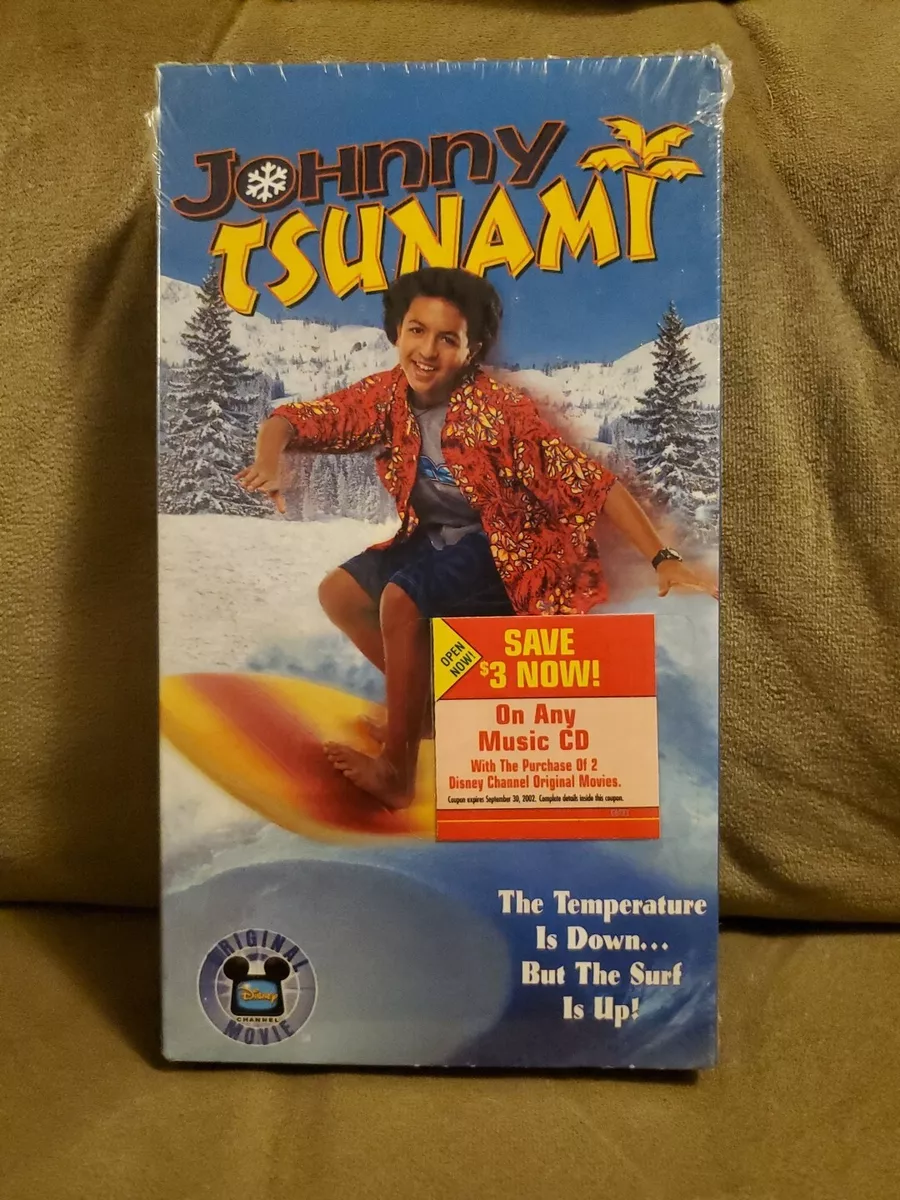 JOHNNY
TSUNAMI
OPEN
NOW!
SAVE
$3 NOW!
On Any
Music CD
With The Purchase Of 2
Disney Channel Original Movies.
Coupon expires September 30, 2002. Complete details inside this coupon.
The Temperature
Is Down...
But The Surf
Is Up!
ORIGINAL
Disney
CHANNEL
MOVIE